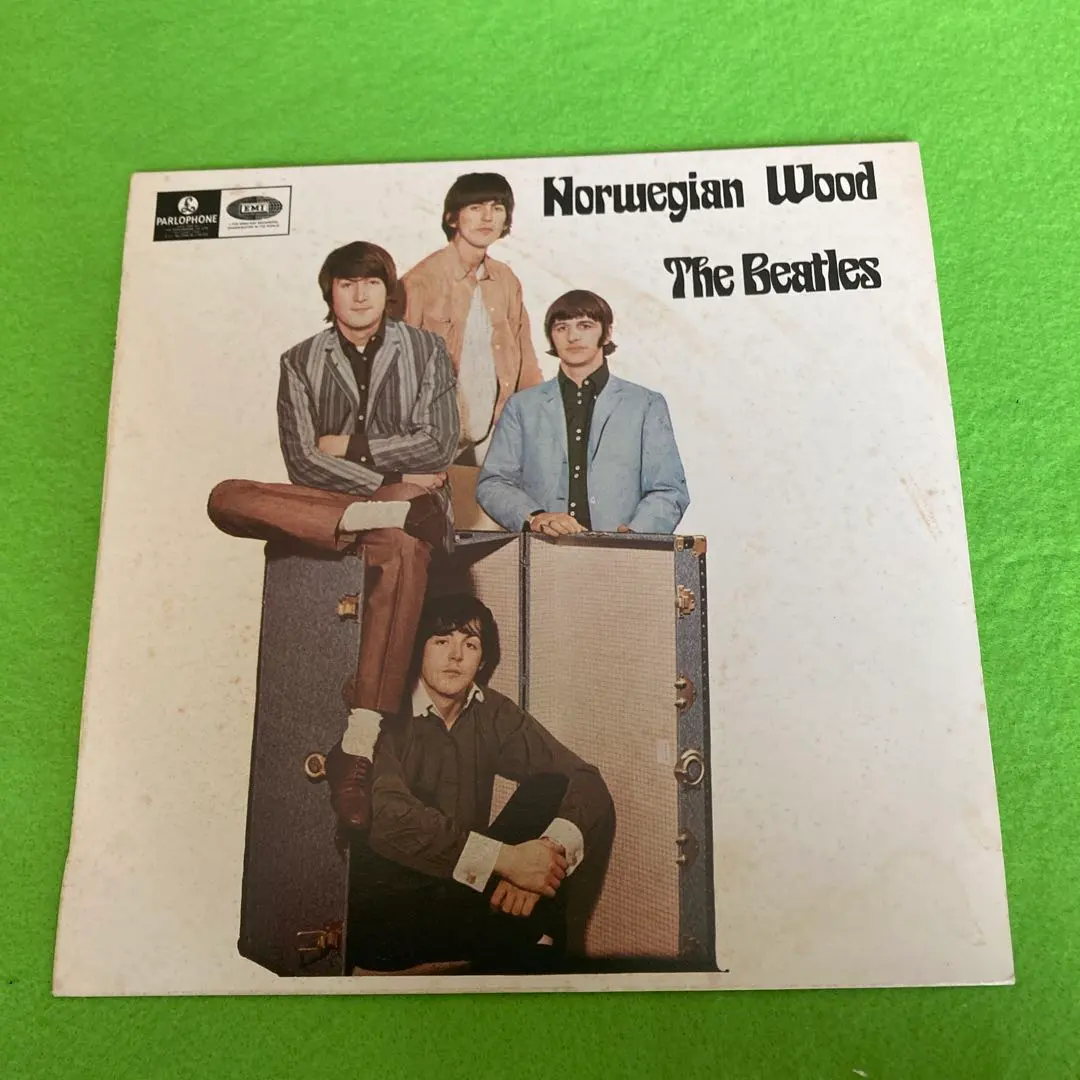 PARLOPHONE
EMI
Norwegian Wood
The Beatles